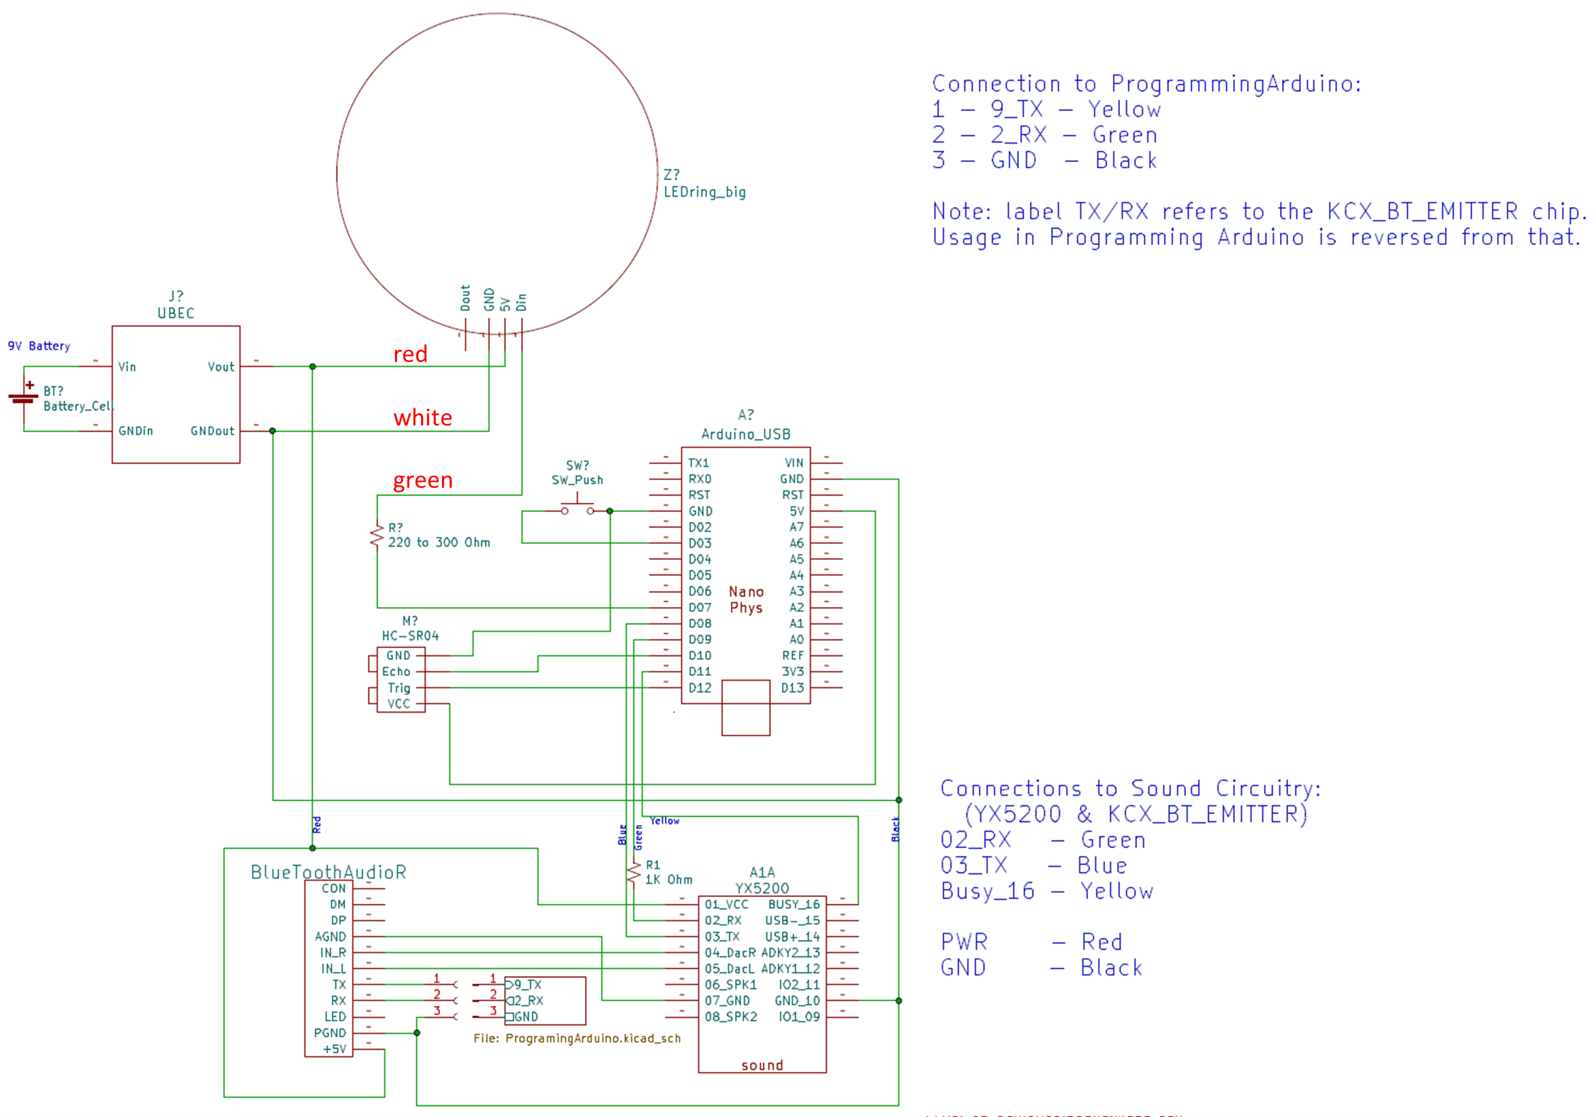 Connection to ProgrammingArduino:
1 - 9_TX - Yellow
2 - 2_RX - Green
3 - GND - Black
Note: label TX/RX refers to the KCX_BT_EMITTER chip.
Usage in Programming Arduino is reversed from that.
Z?
LEDring_big
Dout
GND
5V
Din
J?
UBEC
9V Battery
Vin
Vout
GNDin
GNDout
+
BT?
Battery_Cell
red
white
green
R?
220 to 300 Ohm
SW?
SW_Push
A?
Arduino_USB
TX1
VIN
RX0
GND
RST
RST
GND
5V
D02
A7
D03
A6
D04
A5
D05
A4
D06
A3
D07
A2
D08
A1
D09
A0
D10
REF
D11
3V3
D12
D13
Nano
Phys
M?
HC-SR04
GND
Echo
Trig
VCC
Connections to Sound Circuitry:
(YX5200 & KCX_BT_EMITTER)
02_RX - Green
03_TX - Blue
Busy_16 - Yellow
PWR - Red
GND - Black
Red
Blue
Green
Yellow
Black
R1
1K Ohm
BlueToothAudioR
CON
DM
DP
AGND
IN_R
IN_L
TX
RX
LED
PGND
+5V
1
2
3
1
2
3
9_TX
2_RX
GND
File: ProgramingArduino.kicad_sch
A1A
YX5200
01_VCC
BUSY_16
02_RX
USB-_15
03_TX
USB+_14
04_DacR
ADKY2_13
05_DacL
ADKY1_12
06_SPK1
IO2_11
07_GND
GND_10
08_SPK2
IO1_09
sound